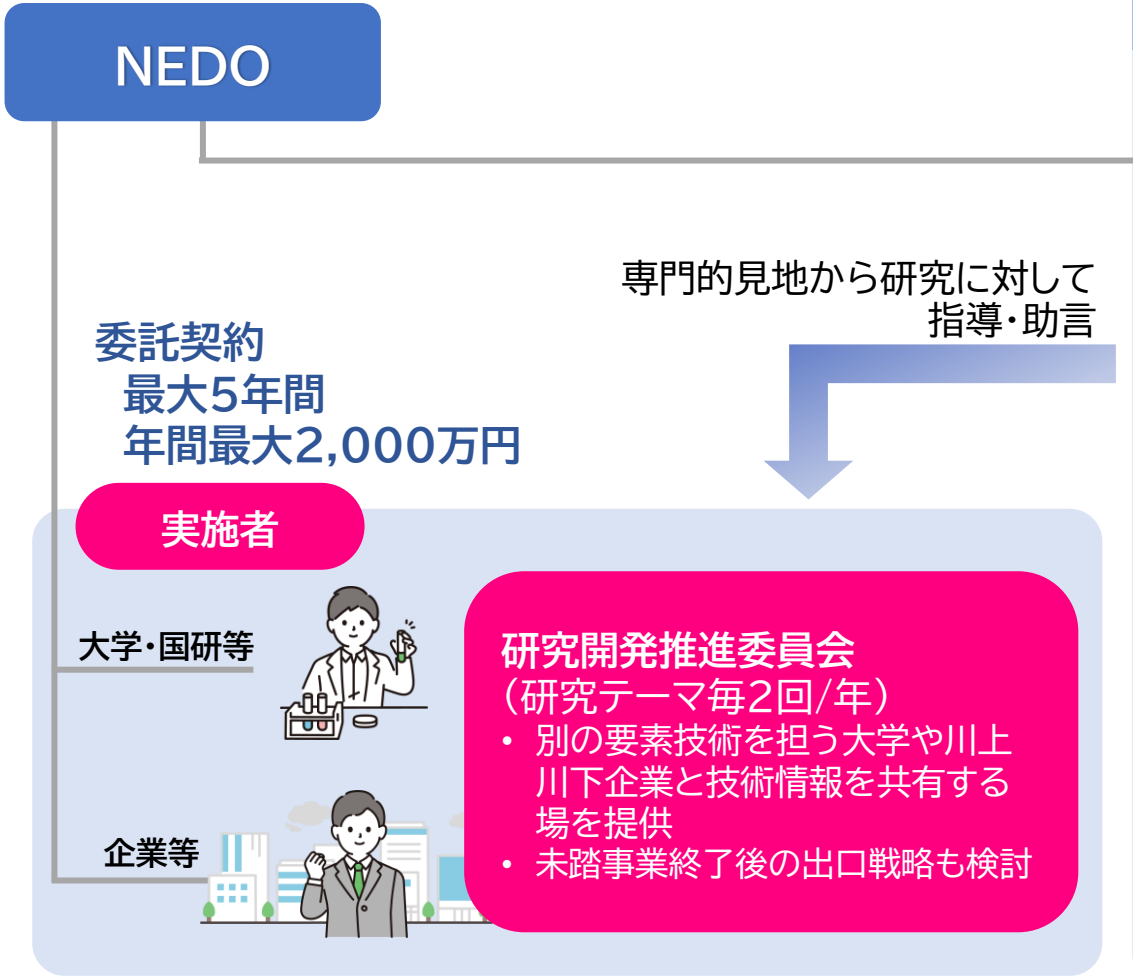 NEDO
専門的見地から研究に対して
指導・助言
委託契約
最大5年間
年間最大2,000万円
実施者
大学・国研等
企業等
研究開発推進委員会
（研究テーマ毎2回/年）
• 別の要素技術を担う大学や川上
川下企業と技術情報を共有する
場を提供
• 未踏事業終了後の出口戦略も検討